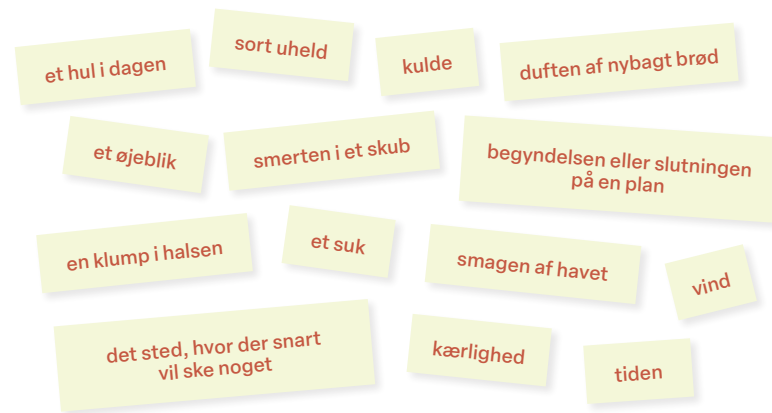 et hul i dagen
sort uheld
kulde
duften af nybagt brød
et øjeblik
smerten i et skub
begyndelsen eller slutningen
på en plan
en klump i halsen
et suk
smagen af havet
vind
det sted, hvor der snart
vil ske noget
kærlighed
tiden